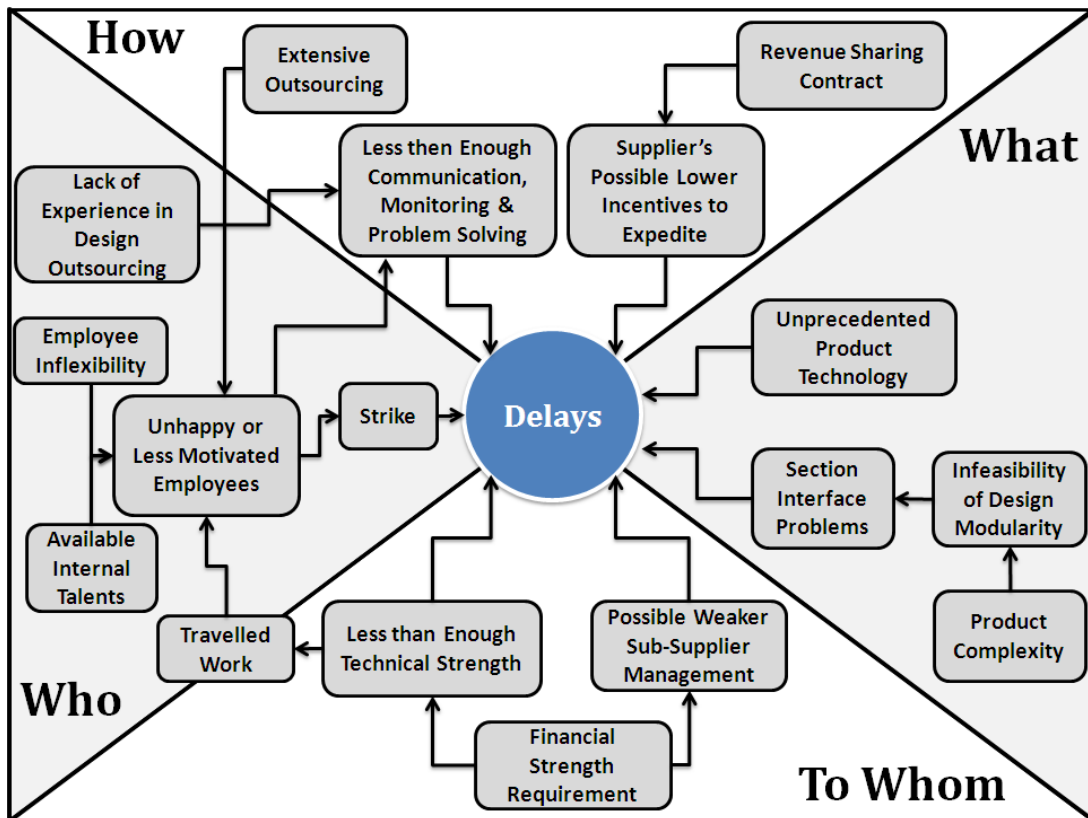 How
Extensive
Outsourcing
Revenue Sharing
Contract
What
Less then Enough
Communication,
Monitoring &
Problem Solving
Supplier's
Possible Lower
Incentives to
Expedite
Lack of
Experience in
Design
Outsourcing
Employee
Inflexibility
Unprecedented
Product
Technology
Unhappy or
Less Motivated
Employees
Strike
Delays
Section
Interface
Problems
Infeasibility
of Design
Modularity
Available
Internal
Talents
Travelled
Work
Less than Enough
Technical Strength
Possible Weaker
Sub-Supplier
Management
Product
Complexity
Who
Financial
Strength
Requirement
To Whom